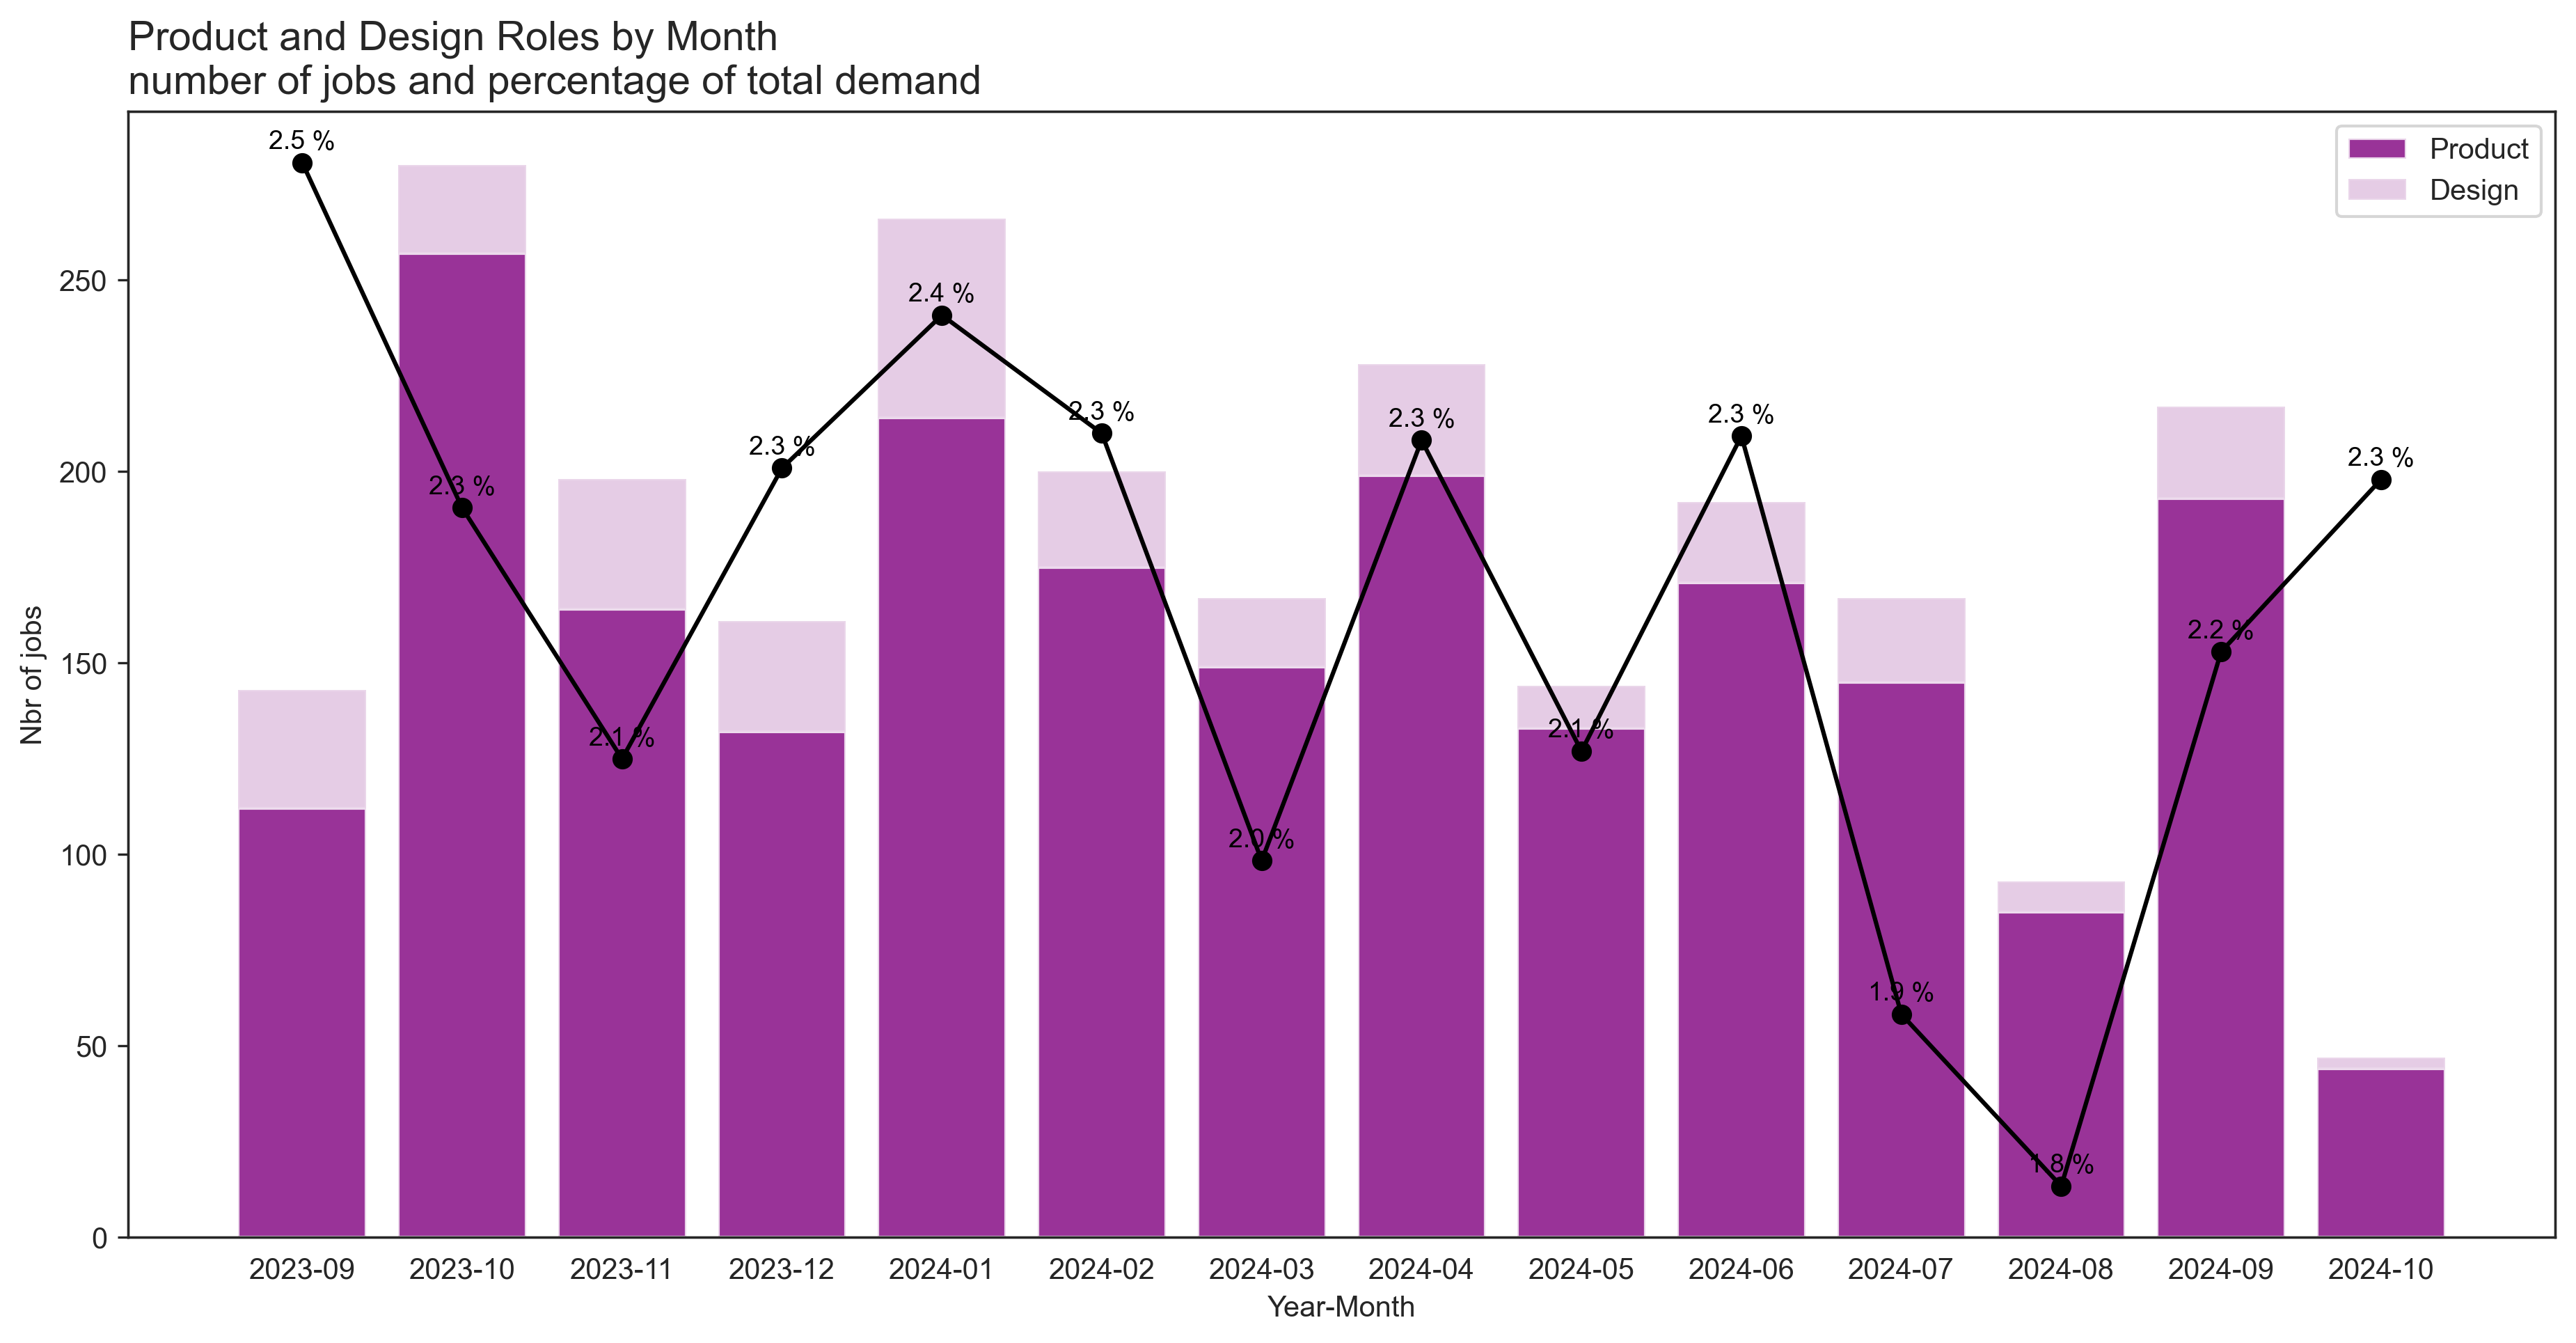 Product and Design Roles by Month
number of jobs and percentage of total demand
Product
Design
2.5 %
2.3 %
2.1 %
2.3 %
2.4 %
2.3 %
2.0 %
2.3 %
2.1 %
2.3 %
1.9 %
1.8 %
2.2 %
2.3 %
Nbr of jobs
250
200
150
100
50
0
2023-09 2023-10 2023-11 2023-12 2024-01 2024-02 2024-03 2024-04 2024-05 2024-06 2024-07 2024-08 2024-09 2024-10
Year-Month